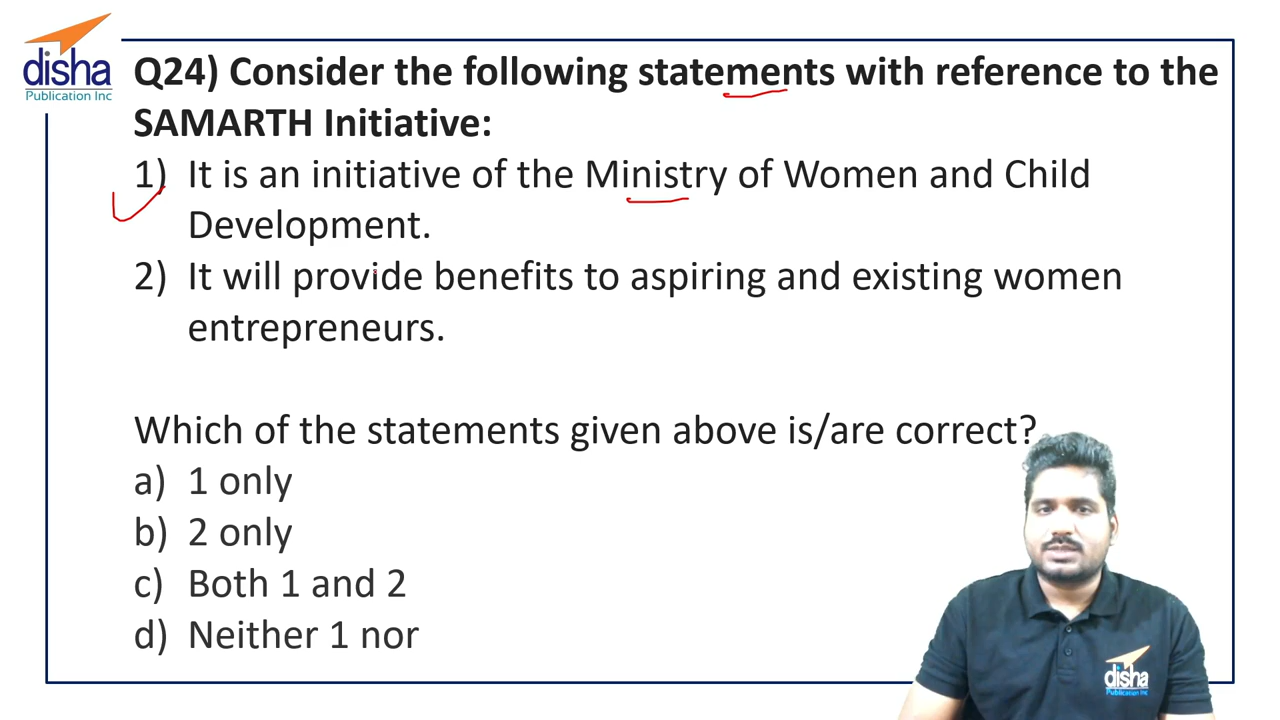 disha
Publication Inc
Q24) Consider the following statements with reference to the
SAMARTH Initiative:
1) It is an initiative of the Ministry of Women and Child
Development.
2) It will provide benefits to aspiring and existing women
entrepreneurs.
Which of the statements given above is/are correct?
a) 1 only
b) 2 only
c) Both 1 and 2
d) Neither 1 nor
disha
Publication Inc